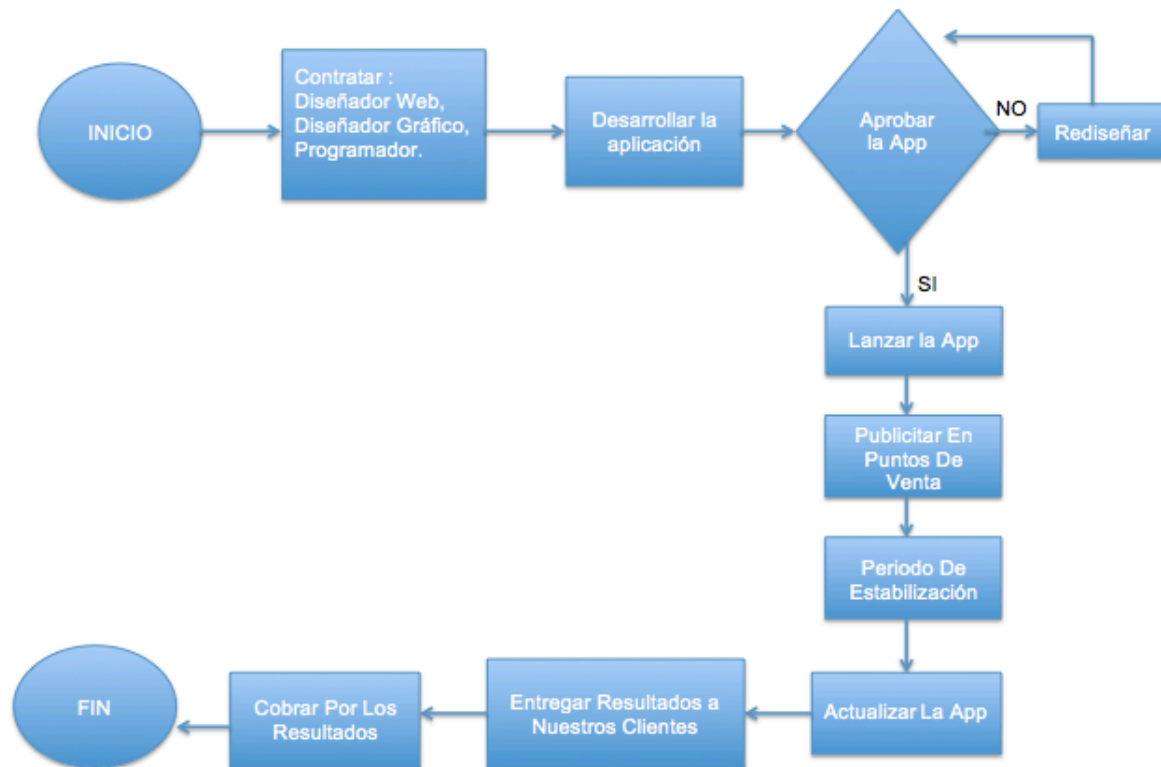 INICIO
Contratar :
Diseñador Web,
Diseñador Gráfico,
Programador.
Desarrollar la
aplicación
Aprobar
la App
NO
Rediseñar
SI
Lanzar la App
Publicitar En
Puntos De
Venta
Periodo De
Estabilización
Actualizar La App
Entregar Resultados a
Nuestros Clientes
Cobrar Por Los
Resultados
FIN